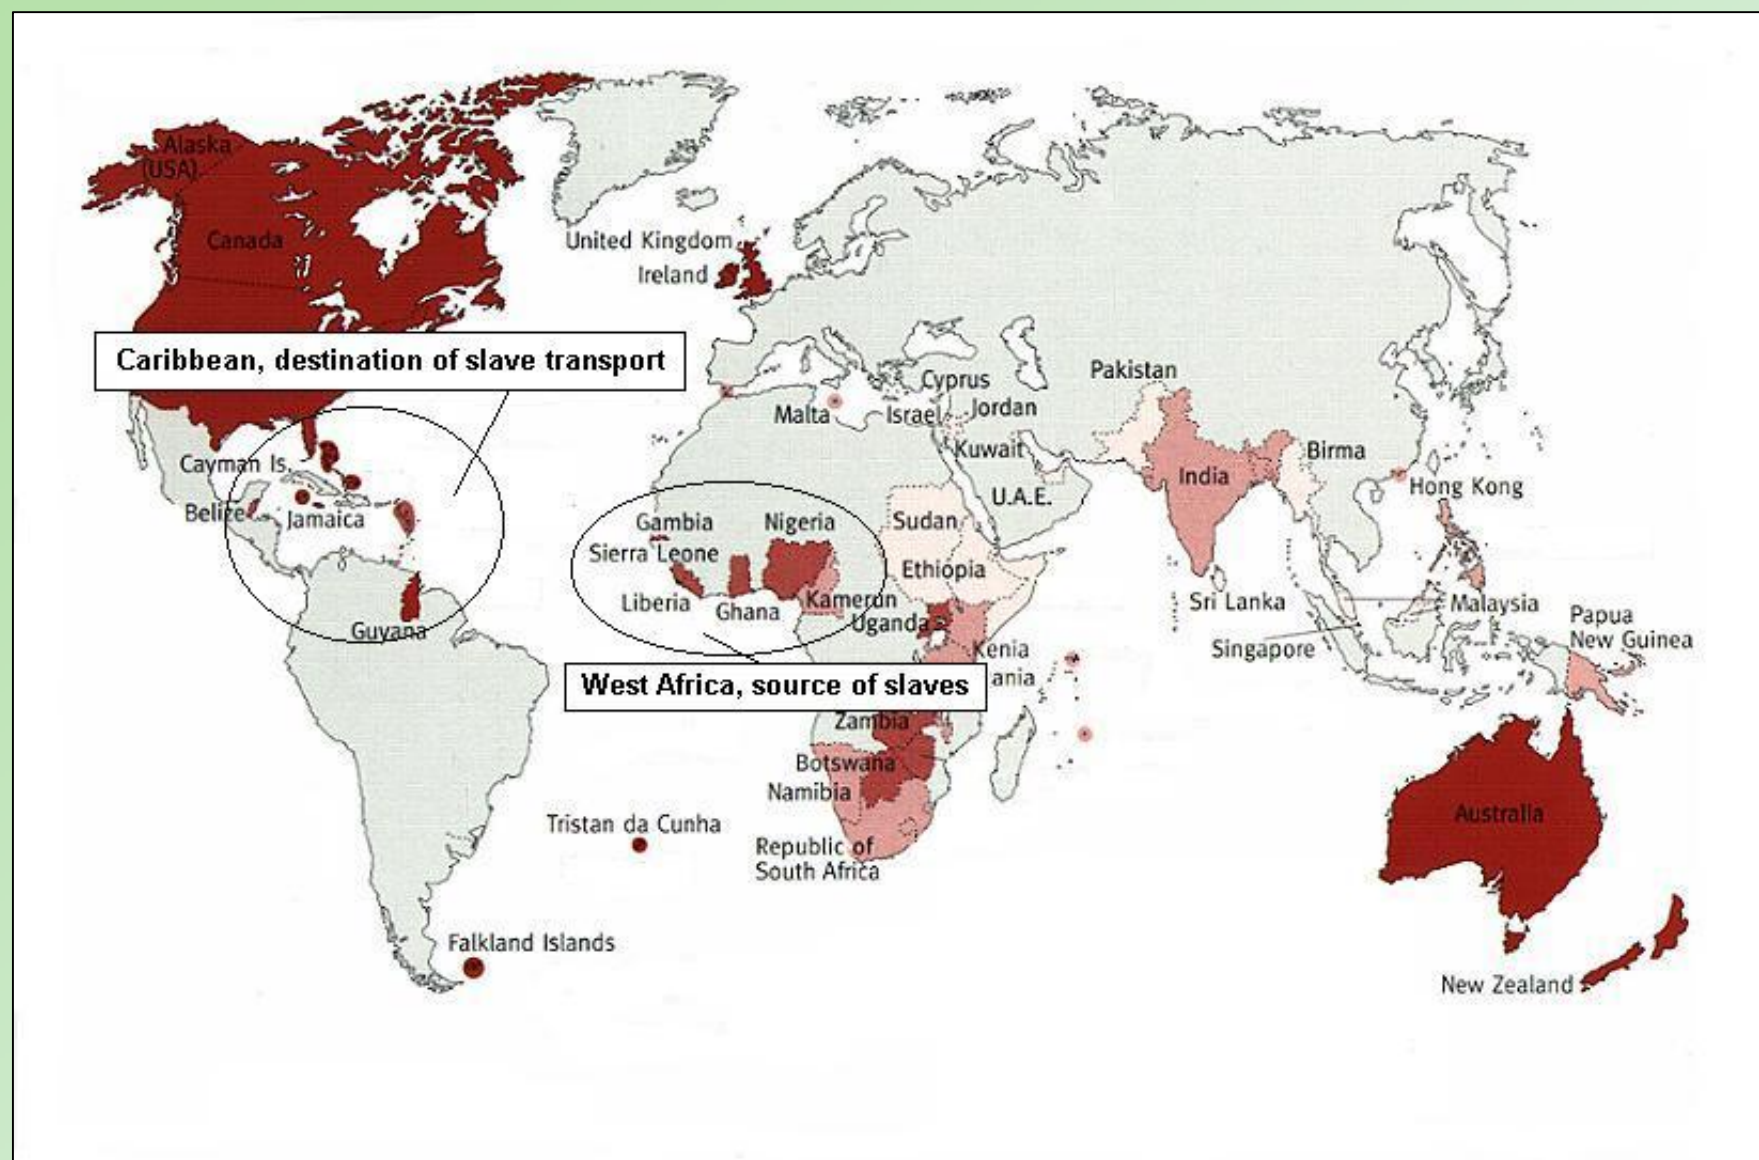 Alaska
(USA)
Canada
United Kingdom
Ireland
Caribbean, destination of slave transport
Pakistan
Cyprus
Malta
Israel
Jordan
Kuwait
Birma
Cayman Is.
India
Hong Kong
U.A.E.
Belize
Jamaica
Gambia
Nigeria
Sudan
Sierra Leone
Ethiopia
Liberia
Ghana
Kamerun
Uganda
Sri Lanka
Malaysia
Guyana
Singapore
Papua
New Guinea
Kenia
West Africa, source of slaves
ania
Zambia
Botswana
Namibia
Tristan da Cunha
Republic of
South Africa
Australia
Falkland Islands
New Zealand